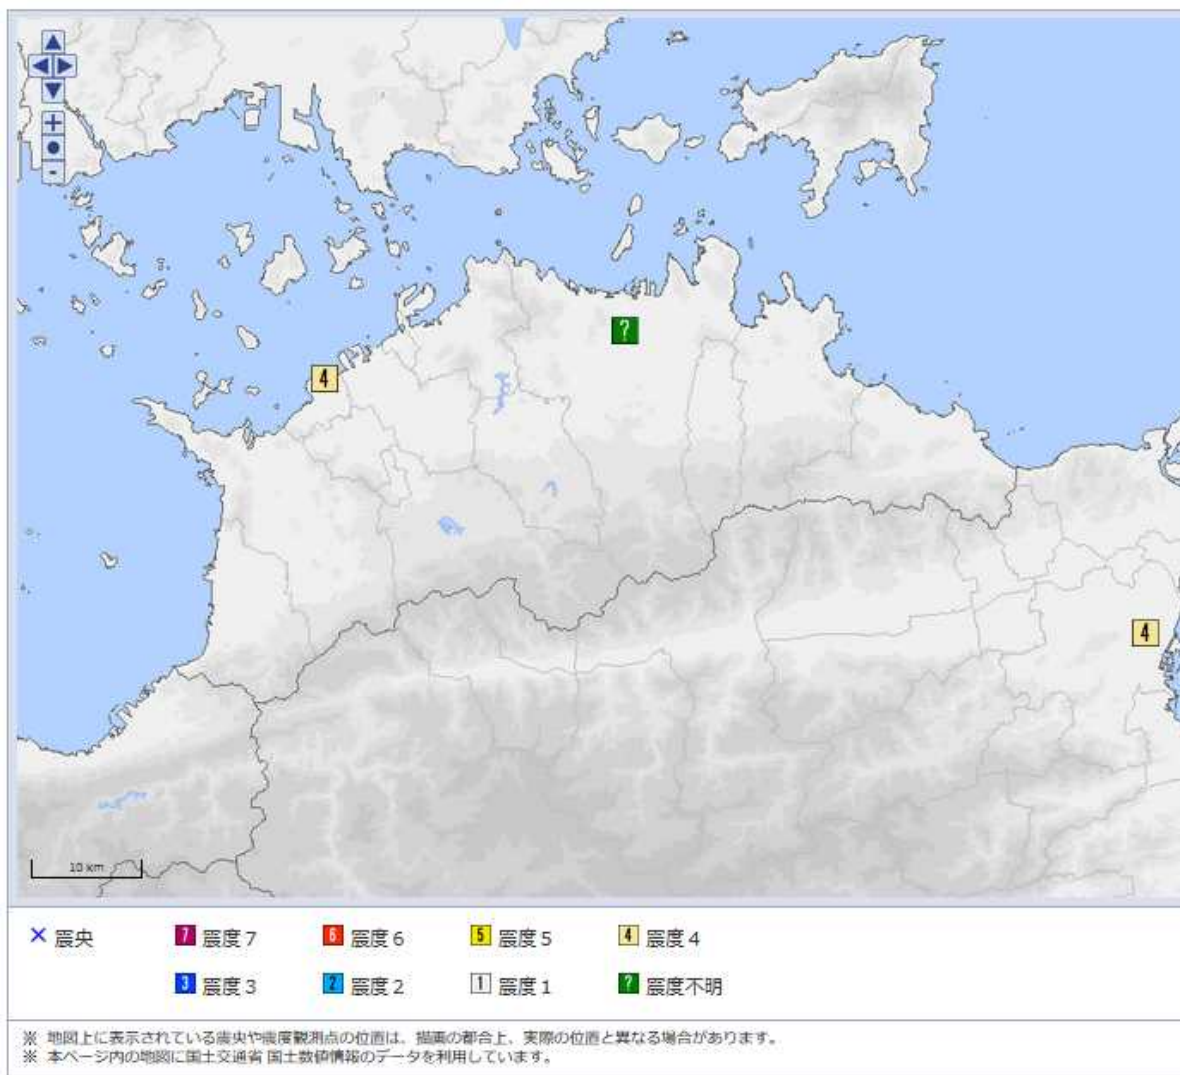 ?
4
4
10 km
× 震央
7 震度7
6 震度6
5 震度5
4 震度4
3 震度3
2 震度2
1 震度1
? 震度不明
※ 地図上に表示されている震央や震度観測点の位置は、描画の都合上、実際の位置と異なる場合があります。
※ 本ページ内の地図に国土交通省 国土数値情報のデータを利用しています。